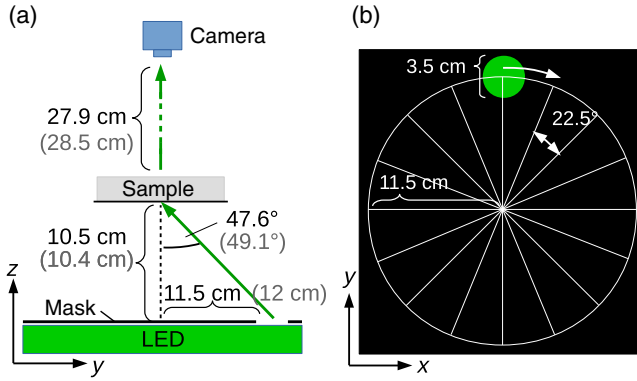 (a)
Camera
27.9 cm
(28.5 cm)
Sample
47.6°
(49.1°)
10.5 cm
(10.4 cm)
11.5 cm (12 cm)
z
Mask
LED
y
(b)
3.5 cm
22.5°
11.5 cm
y
x